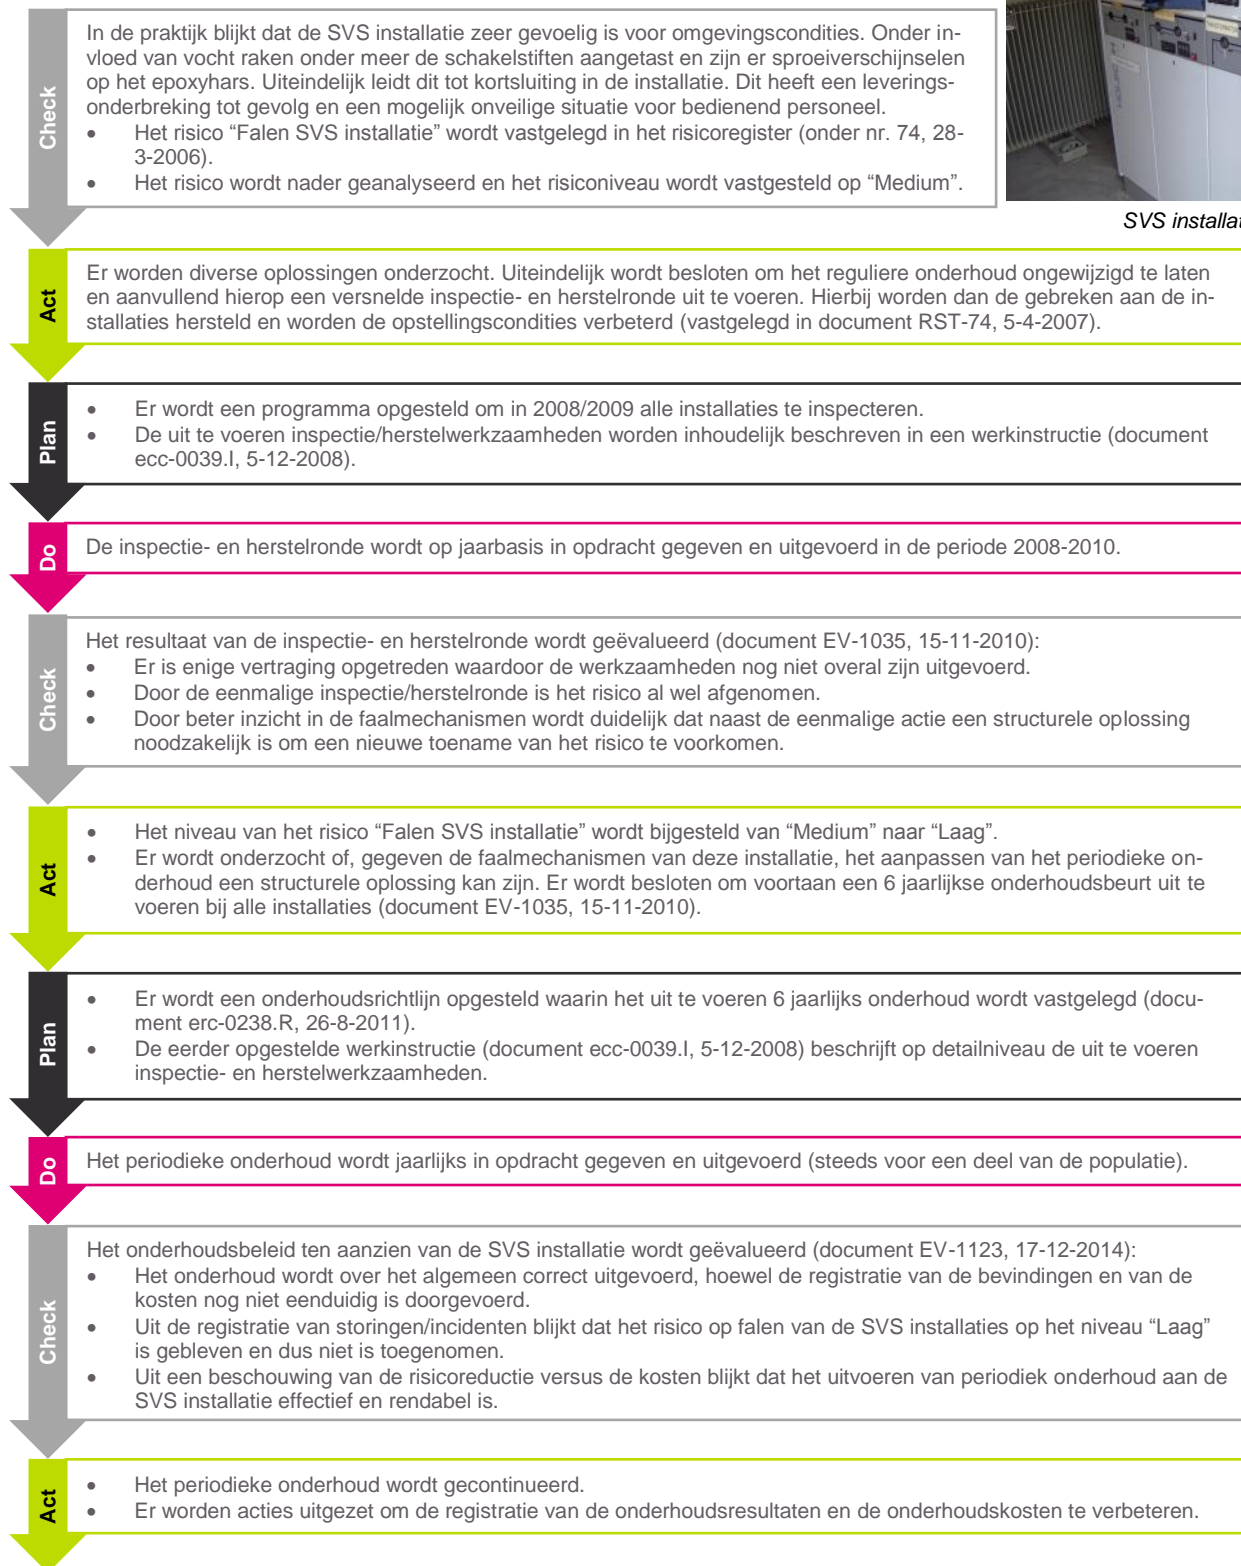 Check
In de praktijk blijkt dat de SVS installatie zeer gevoelig is voor omgevingscondities. Onder in-
vloed van vocht raken onder meer de schakelstiften aangetast en zijn er sproeiverschijnselen
op het epoxyhars. Uiteindelijk leidt dit tot kortsluiting in de installatie. Dit heeft een leverings-
onderbreking tot gevolg en een mogelijk onveilige situatie voor bedienend personeel.
• Het risico “Falen SVS installatie” wordt vastgelegd in het risicoregister (onder nr. 74, 28-
3-2006).
• Het risico wordt nader geanalyseerd en het risiconiveau wordt vastgesteld op “Medium”.
SVS installat
Act
Er worden diverse oplossingen onderzocht. Uiteindelijk wordt besloten om het reguliere onderhoud ongewijzigd te laten
en aanvullend hierop een versnelde inspectie- en herstelronde uit te voeren. Hierbij worden dan de gebreken aan de in-
stallaties hersteld en worden de opstellingscondities verbeterd (vastgelegd in document RST-74, 5-4-2007).
Plan
• Er wordt een programma opgesteld om in 2008/2009 alle installaties te inspecteren.
• De uit te voeren inspectie/herstelwerkzaamheden worden inhoudelijk beschreven in een werkinstructie (document
ecc-0039.I, 5-12-2008).
Do
De inspectie- en herstelronde wordt op jaarbasis in opdracht gegeven en uitgevoerd in de periode 2008-2010.
Check
Het resultaat van de inspectie- en herstelronde wordt geëvalueerd (document EV-1035, 15-11-2010):
• Er is enige vertraging opgetreden waardoor de werkzaamheden nog niet overal zijn uitgevoerd.
• Door de eenmalige inspectie/herstelronde is het risico al wel afgenomen.
• Door beter inzicht in de faalmechanismen wordt duidelijk dat naast de eenmalige actie een structurele oplossing
noodzakelijk is om een nieuwe toename van het risico te voorkomen.
Act
• Het niveau van het risico “Falen SVS installatie” wordt bijgesteld van “Medium” naar “Laag”.
• Er wordt onderzocht of, gegeven de faalmechanismen van deze installatie, het aanpassen van het periodieke on-
derhoud een structurele oplossing kan zijn. Er wordt besloten om voortaan een 6 jaarlijkse onderhoudsbeurt uit te
voeren bij alle installaties (document EV-1035, 15-11-2010).
Plan
• Er wordt een onderhoudsrichtlijn opgesteld waarin het uit te voeren 6 jaarlijks onderhoud wordt vastgelegd (docu-
ment erc-0238.R, 26-8-2011).
• De eerder opgestelde werkinstructie (document ecc-0039.I, 5-12-2008) beschrijft op detailniveau de uit te voeren
inspectie- en herstelwerkzaamheden.
Do
Het periodieke onderhoud wordt jaarlijks in opdracht gegeven en uitgevoerd (steeds voor een deel van de populatie).
Check
Het onderhoudsbeleid ten aanzien van de SVS installatie wordt geëvalueerd (document EV-1123, 17-12-2014):
• Het onderhoud wordt over het algemeen correct uitgevoerd, hoewel de registratie van de bevindingen en van de
kosten nog niet eenduidig is doorgevoerd.
• Uit de registratie van storingen/incidenten blijkt dat het risico op falen van de SVS installaties op het niveau “Laag”
is gebleven en dus niet is toegenomen.
• Uit een beschouwing van de risicoreductie versus de kosten blijkt dat het uitvoeren van periodiek onderhoud aan de
SVS installatie effectief en rendabel is.
Act
• Het periodieke onderhoud wordt gecontinueerd.
• Er worden acties uitgezet om de registratie van de onderhoudsresultaten en de onderhoudskosten te verbeteren.